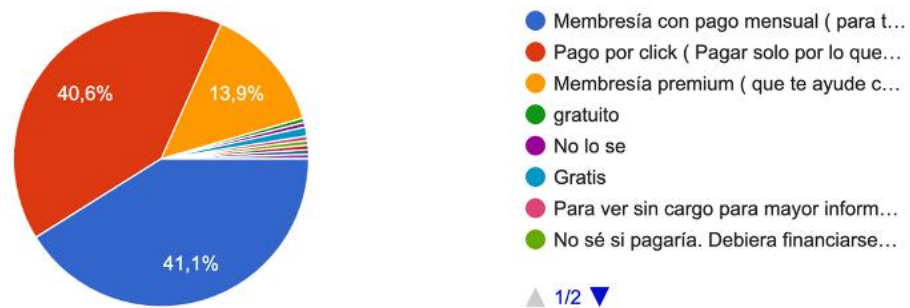 40,6%
13,9%
41,1%
Membresía con pago mensual ( para t...
Pago por click ( Pagar solo por lo que...
Membresía premium ( que te ayude c...
gratuito
No lo se
Gratis
Para ver sin cargo para mayor inform...
No sé si pagaría. Debiera financiarse...
1/2